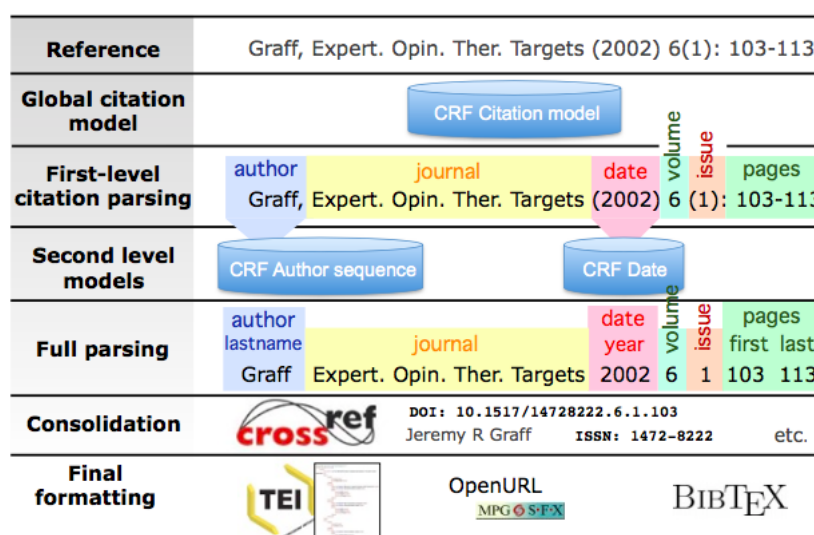 Reference
Graff, Expert. Opin. Ther. Targets (2002) 6(1): 103-113
Global citation
model
CRF Citation model
First-level
citation parsing
author journal date volume issue pages
Graff, Expert. Opin. Ther. Targets (2002) 6 (1): 103-113
Second level
models
CRF Author sequence CRF Date
Full parsing
author date volume issue pages
lastname journal year first last
Graff Expert. Opin. Ther. Targets 2002 6 1 103 113
Consolidation
crossref
DOI: 10.1517/14728222.6.1.103
Jeremy R Graff ISSN: 1472-8222 etc.
Final
formatting
TEI
OpenURL
MPG S·F·X
BIBTEX